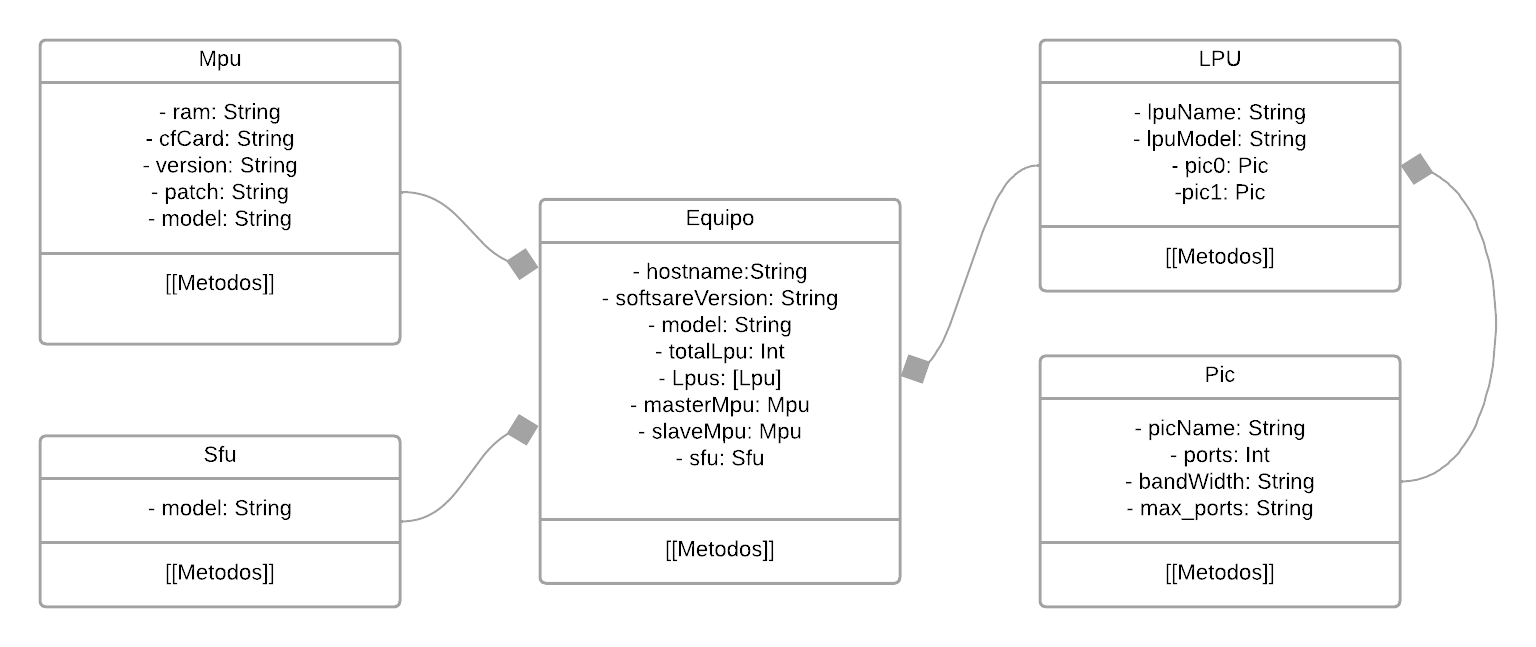 Mpu
- ram: String
- cfCard: String
- version: String
- patch: String
- model: String
[[Metodos]]
Sfu
- model: String
[[Metodos]]
Equipo
- hostname:String
- softsareVersion: String
- model: String
- totalLpu: Int
- Lpus: [Lpu]
- masterMpu: Mpu
- slaveMpu: Mpu
- sfu: Sfu
[[Metodos]]
LPU
- lpuName: String
- lpuModel: String
- pic0: Pic
-pic1: Pic
[[Metodos]]
Pic
- picName: String
- ports: Int
- bandWidth: String
- max_ports: String
[[Metodos]]